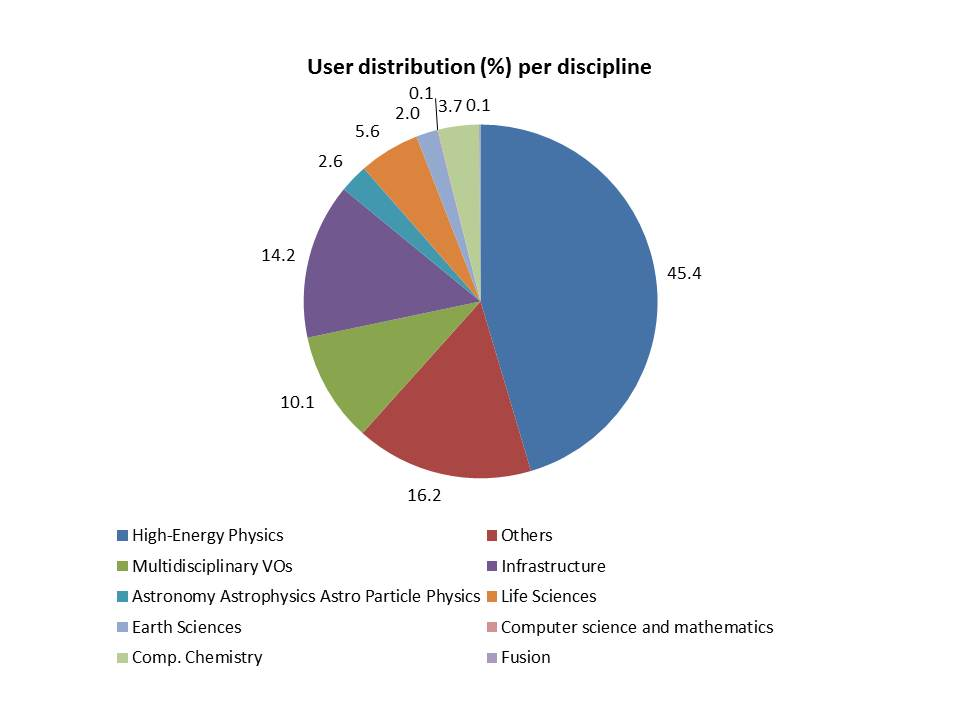 User distribution (%) per discipline
0.1
2.0
3.7
0.1
5.6
2.6
14.2
45.4
10.1
16.2
High-Energy Physics
Others
Multidisciplinary VOs
Infrastructure
Astronomy Astrophysics Astro Particle Physics
Life Sciences
Earth Sciences
Computer science and mathematics
Comp. Chemistry
Fusion